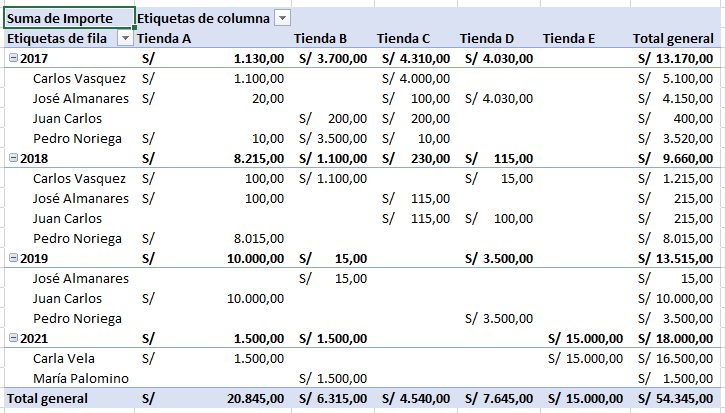 Suma de Importe Etiquetas de columna
Etiquetas de fila Tienda A Tienda B Tienda C Tienda D Tienda E Total general
2017 S/ 1.130,00 S/ 3.700,00 S/ 4.310,00 S/ 4.030,00 S/ 13.170,00
Carlos Vasquez S/ 1.100,00 S/ 4.000,00 S/ 5.100,00
José Almanares S/ 20,00 S/ 100,00 S/ 4.030,00 S/ 4.150,00
Juan Carlos S/ 200,00 S/ 200,00 S/ 400,00
Pedro Noriega S/ 10,00 S/ 3.500,00 S/ 10,00 S/ 3.520,00
2018 S/ 8.215,00 S/ 1.100,00 S/ 230,00 S/ 115,00 S/ 9.660,00
Carlos Vasquez S/ 100,00 S/ 1.100,00 S/ 15,00 S/ 1.215,00
José Almanares S/ 100,00 S/ 115,00 S/ 215,00
Juan Carlos S/ 115,00 S/ 100,00 S/ 215,00
Pedro Noriega S/ 8.015,00 S/ 8.015,00
2019 S/ 10.000,00 S/ 15,00 S/ 3.500,00 S/ 13.515,00
José Almanares S/ 15,00 S/ 15,00
Juan Carlos S/ 10.000,00 S/ 10.000,00
Pedro Noriega S/ 3.500,00 S/ 3.500,00
2021 S/ 1.500,00 S/ 1.500,00 S/ 15.000,00 S/ 18.000,00
Carla Vela S/ 1.500,00 S/ 15.000,00 S/ 16.500,00
María Palomino S/ 1.500,00 S/ 1.500,00
Total general S/ 20.845,00 S/ 6.315,00 S/ 4.540,00 S/ 7.645,00 S/ 15.000,00 S/ 54.345,00